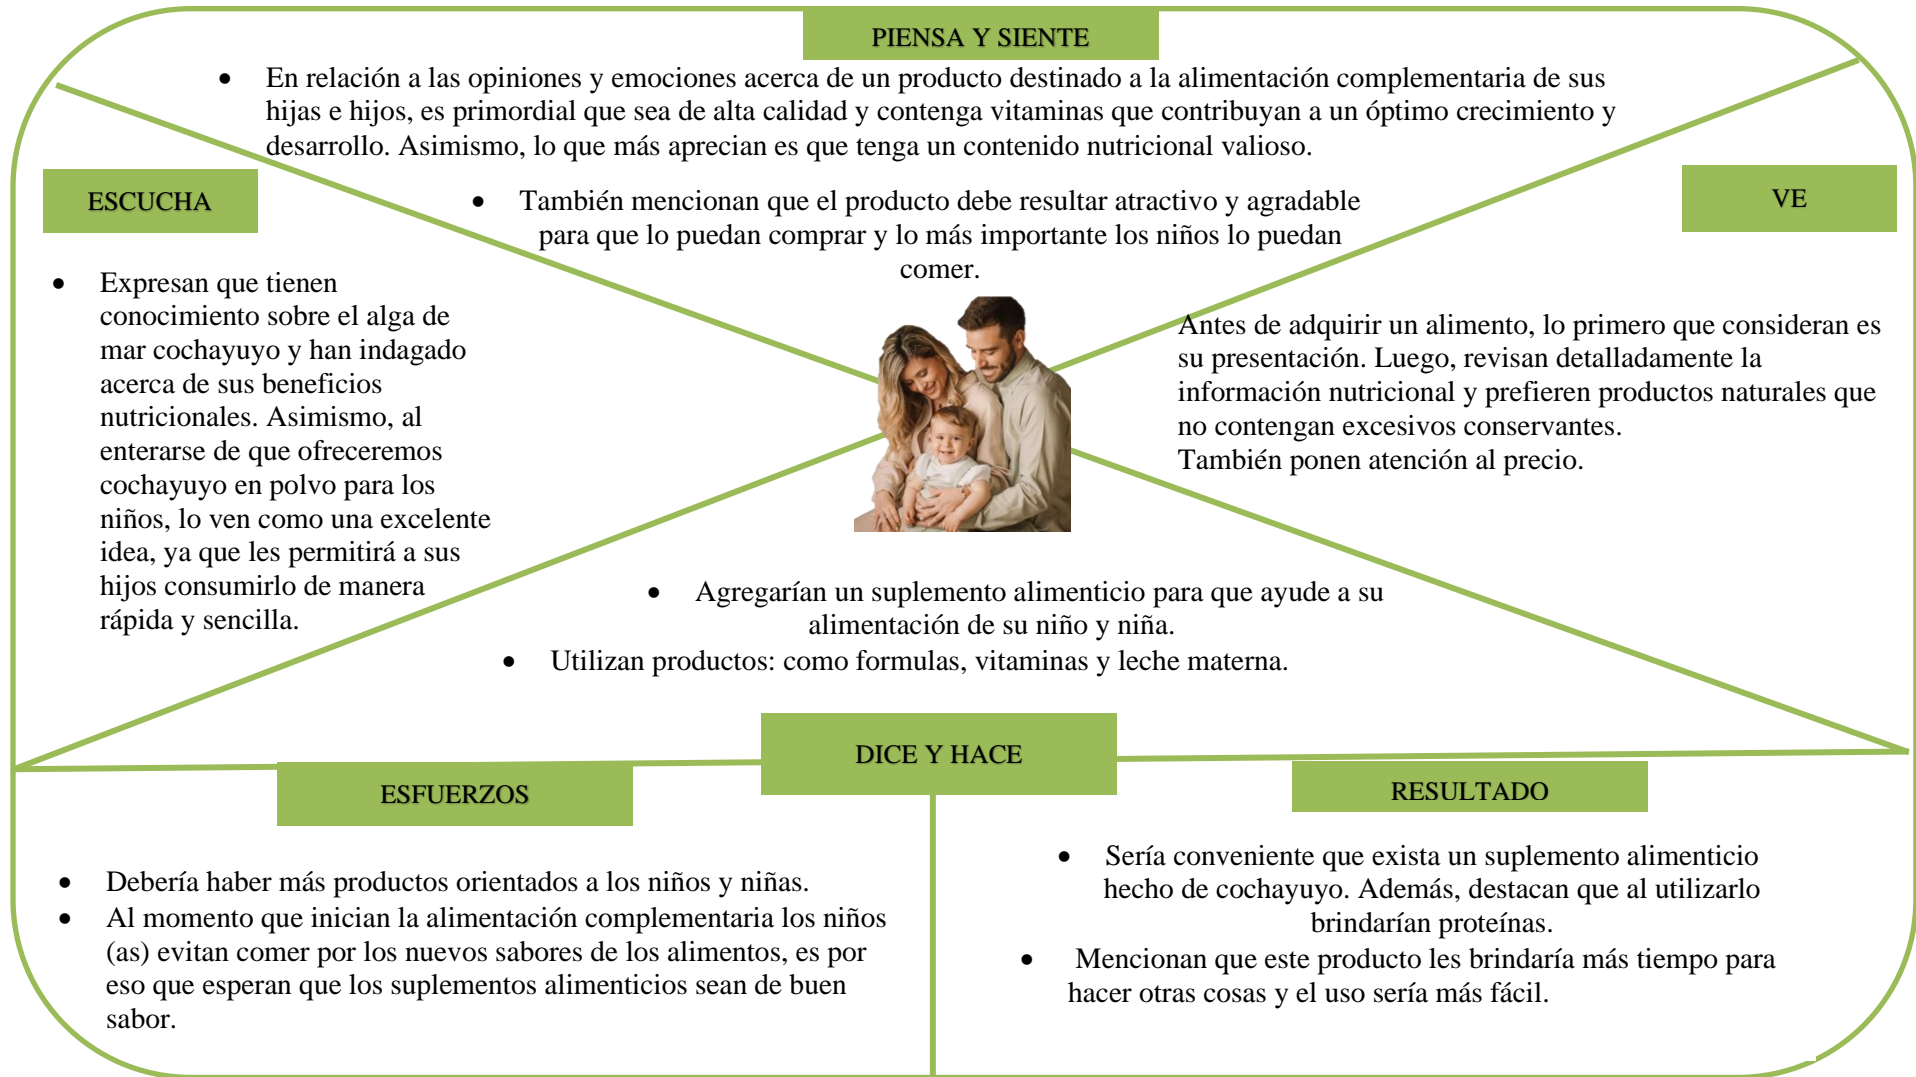 PIENSA Y SIENTE
• En relación a las opiniones y emociones acerca de un producto destinado a la alimentación complementaria de sus
hijas e hijos, es primordial que sea de alta calidad y contenga vitaminas que contribuyan a un óptimo crecimiento y
desarrollo. Asimismo, lo que más aprecian es que tenga un contenido nutricional valioso.
• También mencionan que el producto debe resultar atractivo y agradable
para que lo puedan comprar y lo más importante los niños lo puedan
comer.
ESCUCHA
• Expresan que tienen
conocimiento sobre el alga de
mar cochayuyo y han indagado
acerca de sus beneficios
nutricionales. Asimismo, al
enterarse de que ofreceremos
cochayuyo en polvo para los
niños, lo ven como una excelente
idea, ya que les permitirá a sus
hijos consumirlo de manera
rápida y sencilla.
VE
Antes de adquirir un alimento, lo primero que consideran es
su presentación. Luego, revisan detalladamente la
información nutricional y prefieren productos naturales que
no contengan excesivos conservantes.
También ponen atención al precio.
• Agregarían un suplemento alimenticio para que ayude a su
alimentación de su niño y niña.
• Utilizan productos: como formulas, vitaminas y leche materna.
DICE Y HACE
ESFUERZOS
• Debería haber más productos orientados a los niños y niñas.
• Al momento que inician la alimentación complementaria los niños
(as) evitan comer por los nuevos sabores de los alimentos, es por
eso que esperan que los suplementos alimenticios sean de buen
sabor.
RESULTADO
• Sería conveniente que exista un suplemento alimenticio
hecho de cochayuyo. Además, destacan que al utilizarlo
brindarían proteínas.
• Mencionan que este producto les brindaría más tiempo para
hacer otras cosas y el uso sería más fácil.